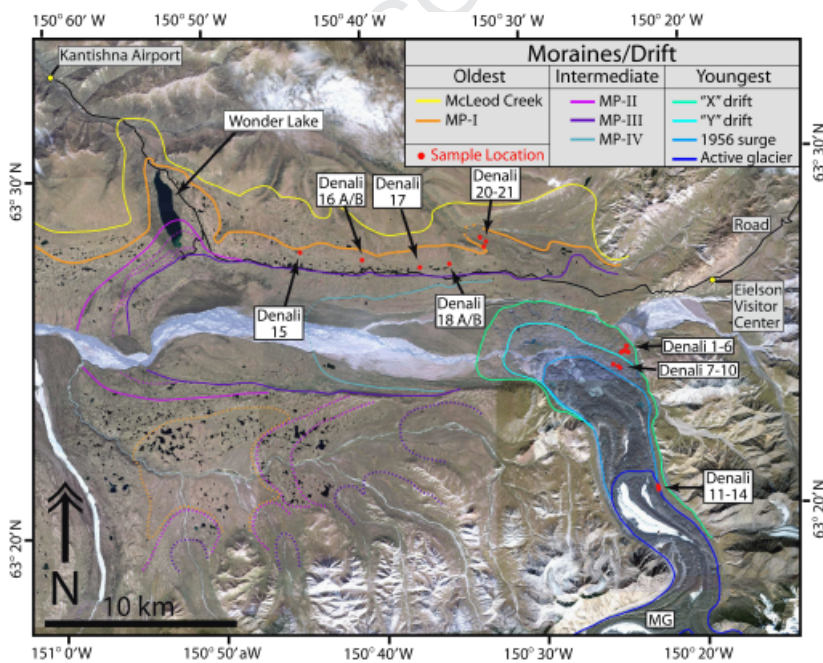 150° 60' W 150° 50'W 150° 40'W 150° 30'W 150° 20'W
Kantishna Airport
Wonder Lake
Moraines/Drift
Oldest Intermediate Youngest
McLeod Creek MP-II "X" drift
MP-I MP-III "Y" drift
MP-IV 1956 surge
Sample Location Active glacier
63° 30'N
63° 30'N
Denali
16 A/B
Denali
17
Denali
20-21
Road
Denali
15
Denali
18 A/B
Eielson
Visitor
Center
Denali 1-6
Denali 7-10
Denali
11-14
63° 20'N
63° 20'N
N
10 km
MG
151° 0'W 150° 50'aW 150° 40'W 150° 30'W 150° 20'W